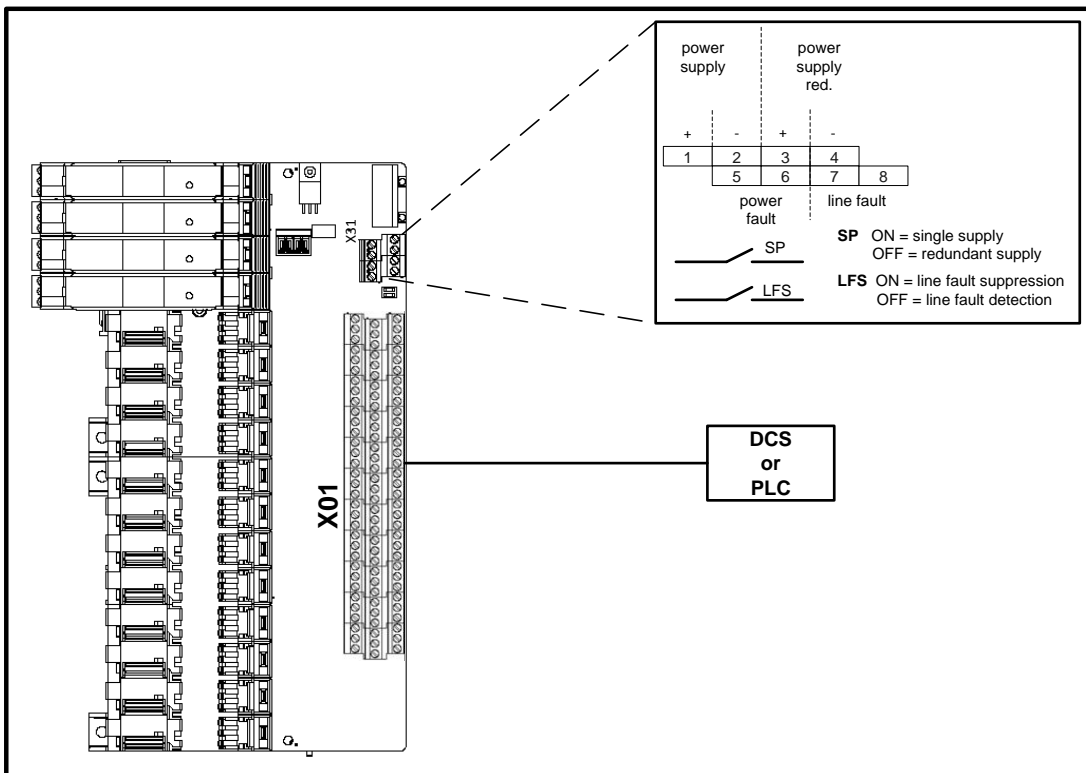 power supply
power supply red.
+ - + -
1 2 3 4
5 6 7 8
power fault
line fault
SP
SP ON = single supply
OFF = redundant supply
LFS
LFS ON = line fault suppression
OFF = line fault detection
X31
X01
DCS
or
PLC